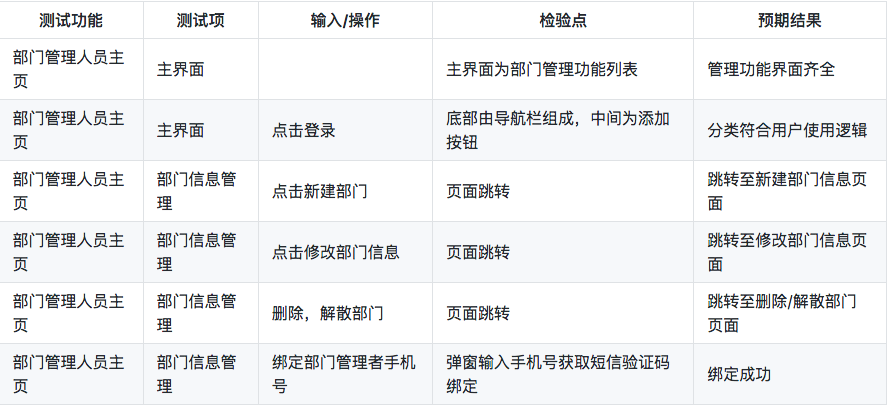 测试功能 测试项 输入/操作 检验点 预期结果
部门管理人员主页 主界面 主界面为部门管理功能列表 管理功能界面齐全
部门管理人员主页 主界面 点击登录 底部由导航栏组成，中间为添加按钮 分类符合用户使用逻辑
部门管理人员主页 部门信息管理 点击新建部门 页面跳转 跳转至新建部门信息页面
部门管理人员主页 部门信息管理 点击修改部门信息 页面跳转 跳转至修改部门信息页面
部门管理人员主页 部门信息管理 删除，解散部门 页面跳转 跳转至删除/解散部门页面
部门管理人员主页 部门信息管理 绑定部门管理者手机号 弹窗输入手机号获取短信验证码绑定 绑定成功